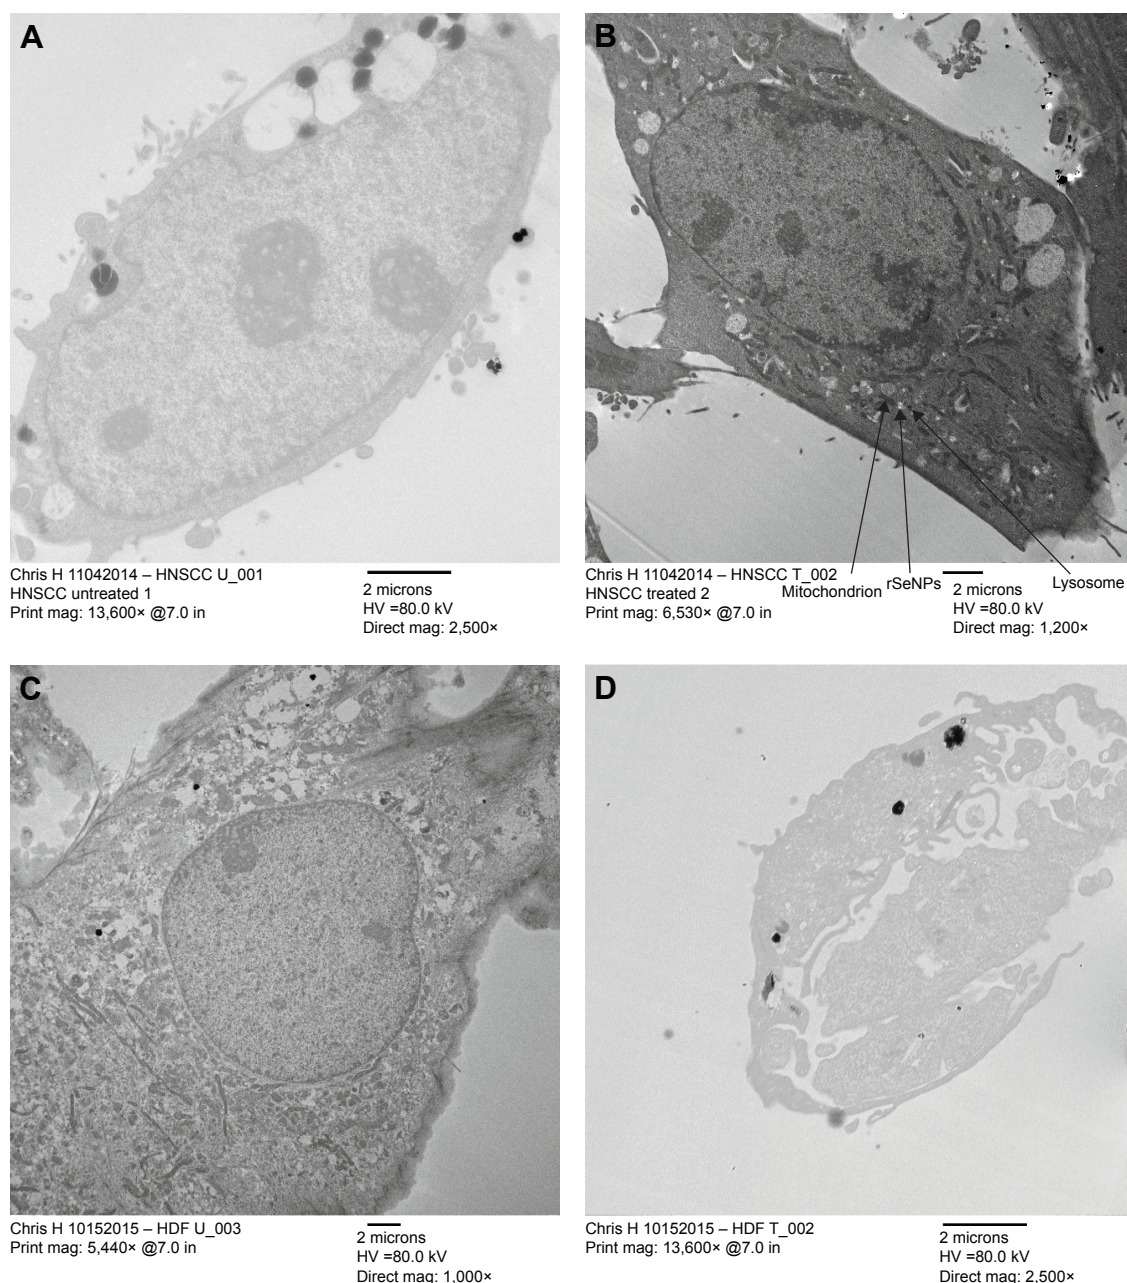 A
B
Chris H 11042014 – HNSCC U_001
HNSCC untreated 1
Print mag: 13,600× @7.0 in
2 microns
HV =80.0 kV
Direct mag: 2,500×
Chris H 11042014 – HNSCC T_002
HNSCC treated 2
Print mag: 6,530× @7.0 in
Mitochondrion
rSeNPs
Lysosome
2 microns
HV =80.0 kV
Direct mag: 1,200×
C
D
Chris H 10152015 – HDF U_003
Print mag: 5,440× @7.0 in
2 microns
HV =80.0 kV
Direct mag: 1,000×
Chris H 10152015 – HDF T_002
Print mag: 13,600× @7.0 in
2 microns
HV =80.0 kV
Direct mag: 2,500×